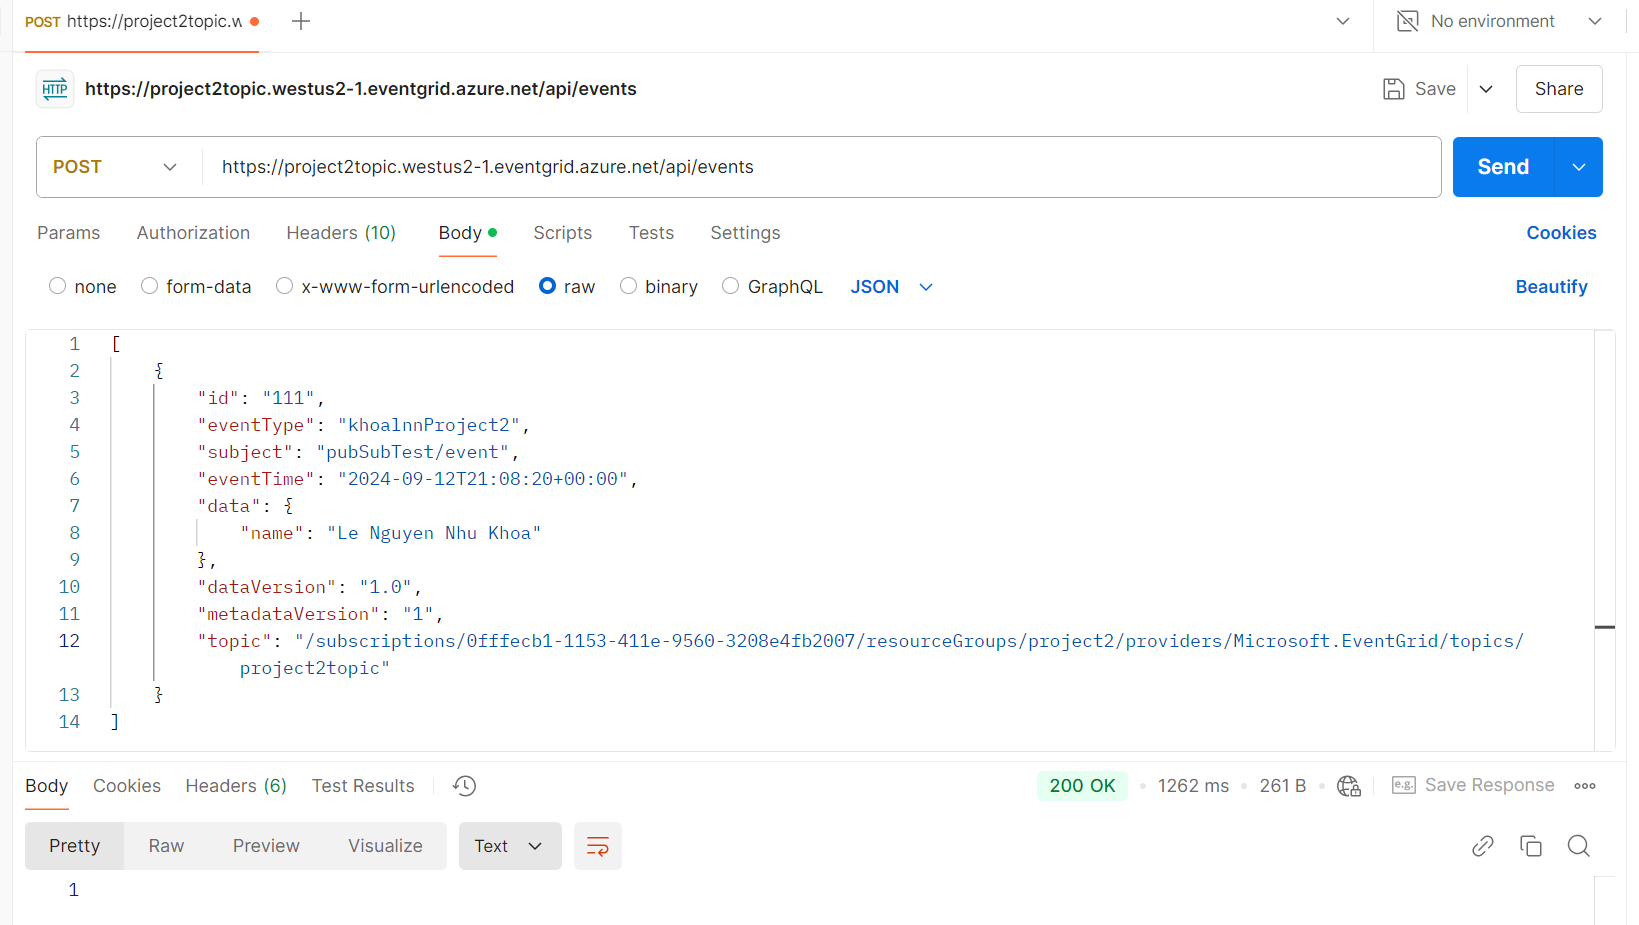 POST https://project2topic.w
No environment
HTTP https://project2topic.westus2-1.eventgrid.azure.net/api/events
Save
Share
POST
https://project2topic.westus2-1.eventgrid.azure.net/api/events
Send
Params Authorization Headers (10) Body Scripts Tests Settings
Cookies
none form-data x-www-form-urlencoded raw binary GraphQL JSON
Beautify
1 [
2 {
3 "id": "111",
4 "eventType": "khoalnnProject2",
5 "subject": "pubSubTest/event",
6 "eventTime": "2024-09-12T21:08:20+00:00",
7 "data": {
8 "name": "Le Nguyen Nhu Khoa"
9 },
10 "dataVersion": "1.0",
11 "metadataVersion": "1",
12 "topic": "/subscriptions/0fffecb1-1153-411e-9560-3208e4fb2007/resourceGroups/project2/providers/Microsoft.EventGrid/topics/
project2topic"
13 }
14 ]
Body Cookies Headers (6) Test Results
200 OK • 1262 ms • 261 B •
e.g. Save Response
Pretty Raw Preview Visualize Text
1